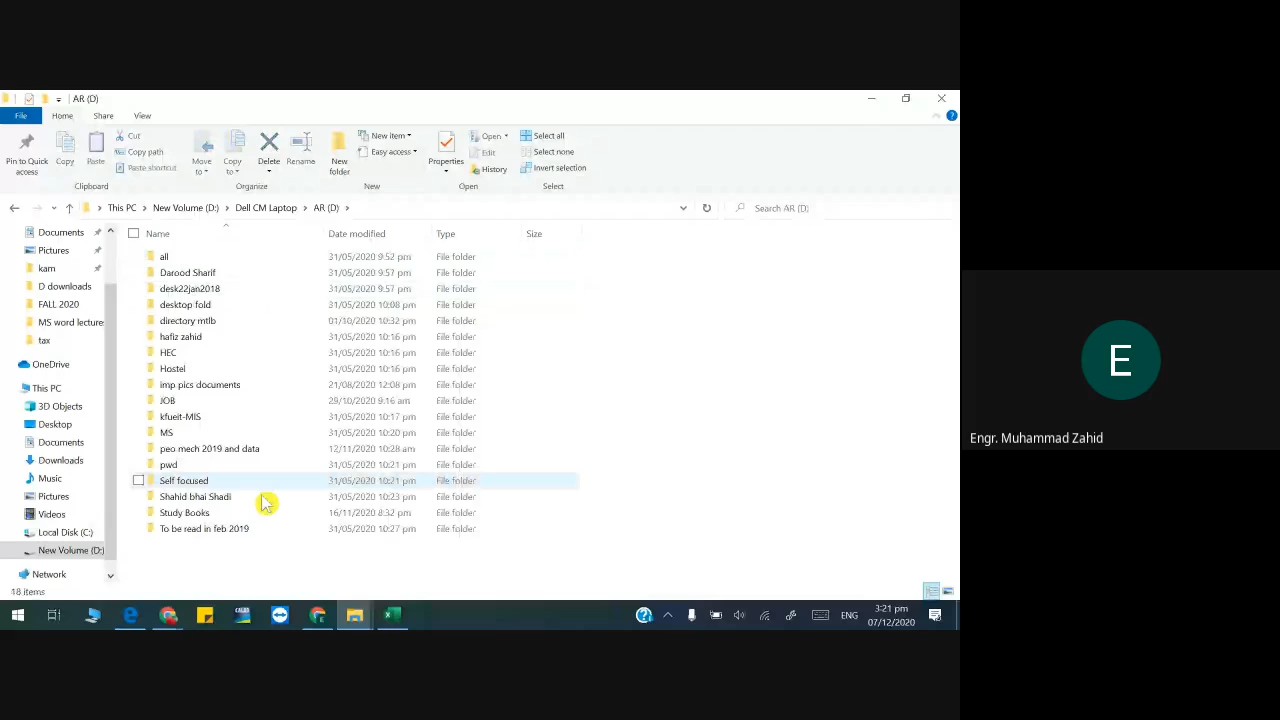 AR (D)
File Home Share View
Pin to Quick access
Copy
Paste
Cut
Copy path
Paste shortcut
Move to
Copy to
Delete
Rename
New folder
New item
Easy access
Properties
Open
Edit
History
Select all
Select none
Invert selection
Clipboard Organize New Open Select
This PC > New Volume (D:) > Dell CM Laptop > AR (D) >
Search AR (D)
Name Date modified Type Size
Documents
Pictures
kam
D downloads
FALL 2020
MS word lectures
tax
OneDrive
This PC
3D Objects
Desktop
Documents
Downloads
Music
Pictures
Videos
Local Disk (C:)
New Volume (D:)
Network
all 31/05/2020 9:52 pm File folder
Darood Sharif 31/05/2020 9:57 pm File folder
desk22jan2018 31/05/2020 9:57 pm File folder
desktop fold 31/05/2020 10:08 pm File folder
directory mtlb 01/10/2020 10:32 pm File folder
hafiz zahid 31/05/2020 10:16 pm File folder
HEC 31/05/2020 10:16 pm File folder
Hostel 31/05/2020 10:16 pm File folder
imp pics documents 21/08/2020 12:08 pm File folder
JOB 29/10/2020 9:16 am File folder
kfueit-MIS 31/05/2020 10:17 pm File folder
MS 31/05/2020 10:20 pm File folder
peo mech 2019 and data 12/11/2020 10:28 am File folder
pwd 31/05/2020 10:21 pm File folder
Self focused 31/05/2020 10:21 pm File folder
Shahid bhai Shadi 31/05/2020 10:23 pm File folder
Study Books 16/11/2020 8:32 pm File folder
To be read in feb 2019 31/05/2020 10:27 pm File folder
18 items
ENG
3:21 pm
07/12/2020
E
Engr. Muhammad Zahid